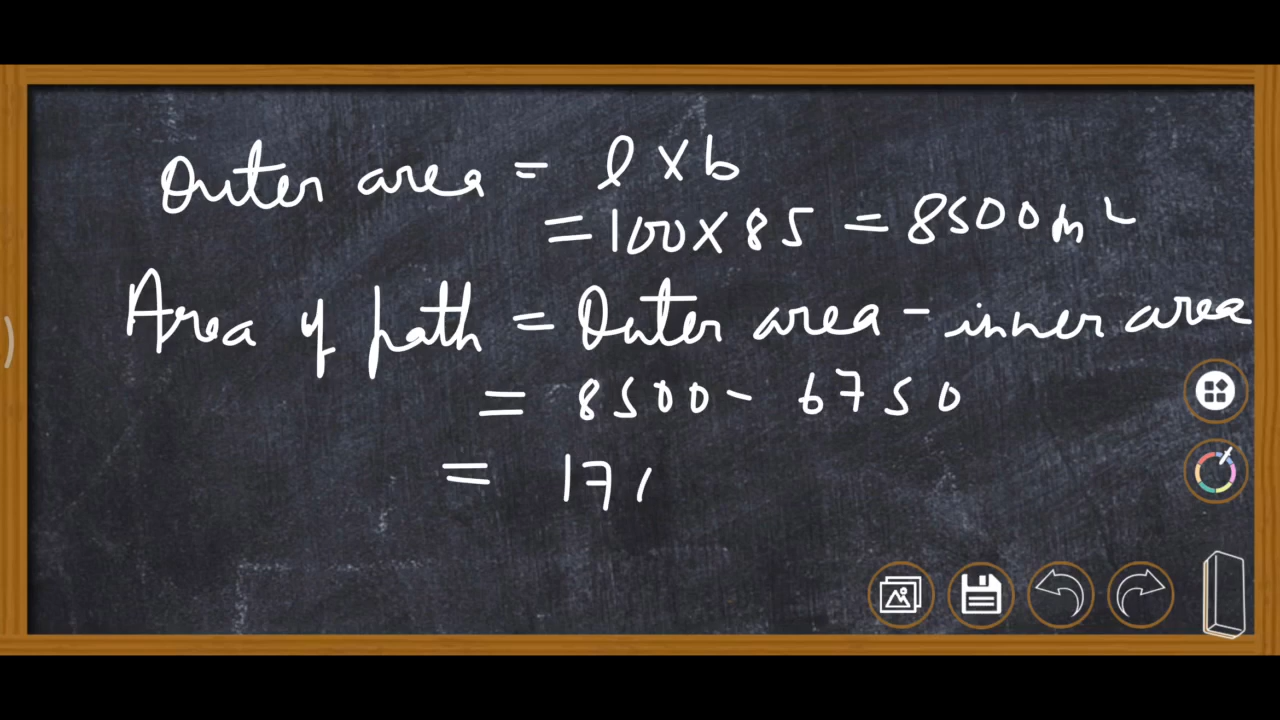 Outer area = l × b
= 100 × 85 = 8500 m²
Area of path = Outer area - inner area
= 8500 - 6750
= 17